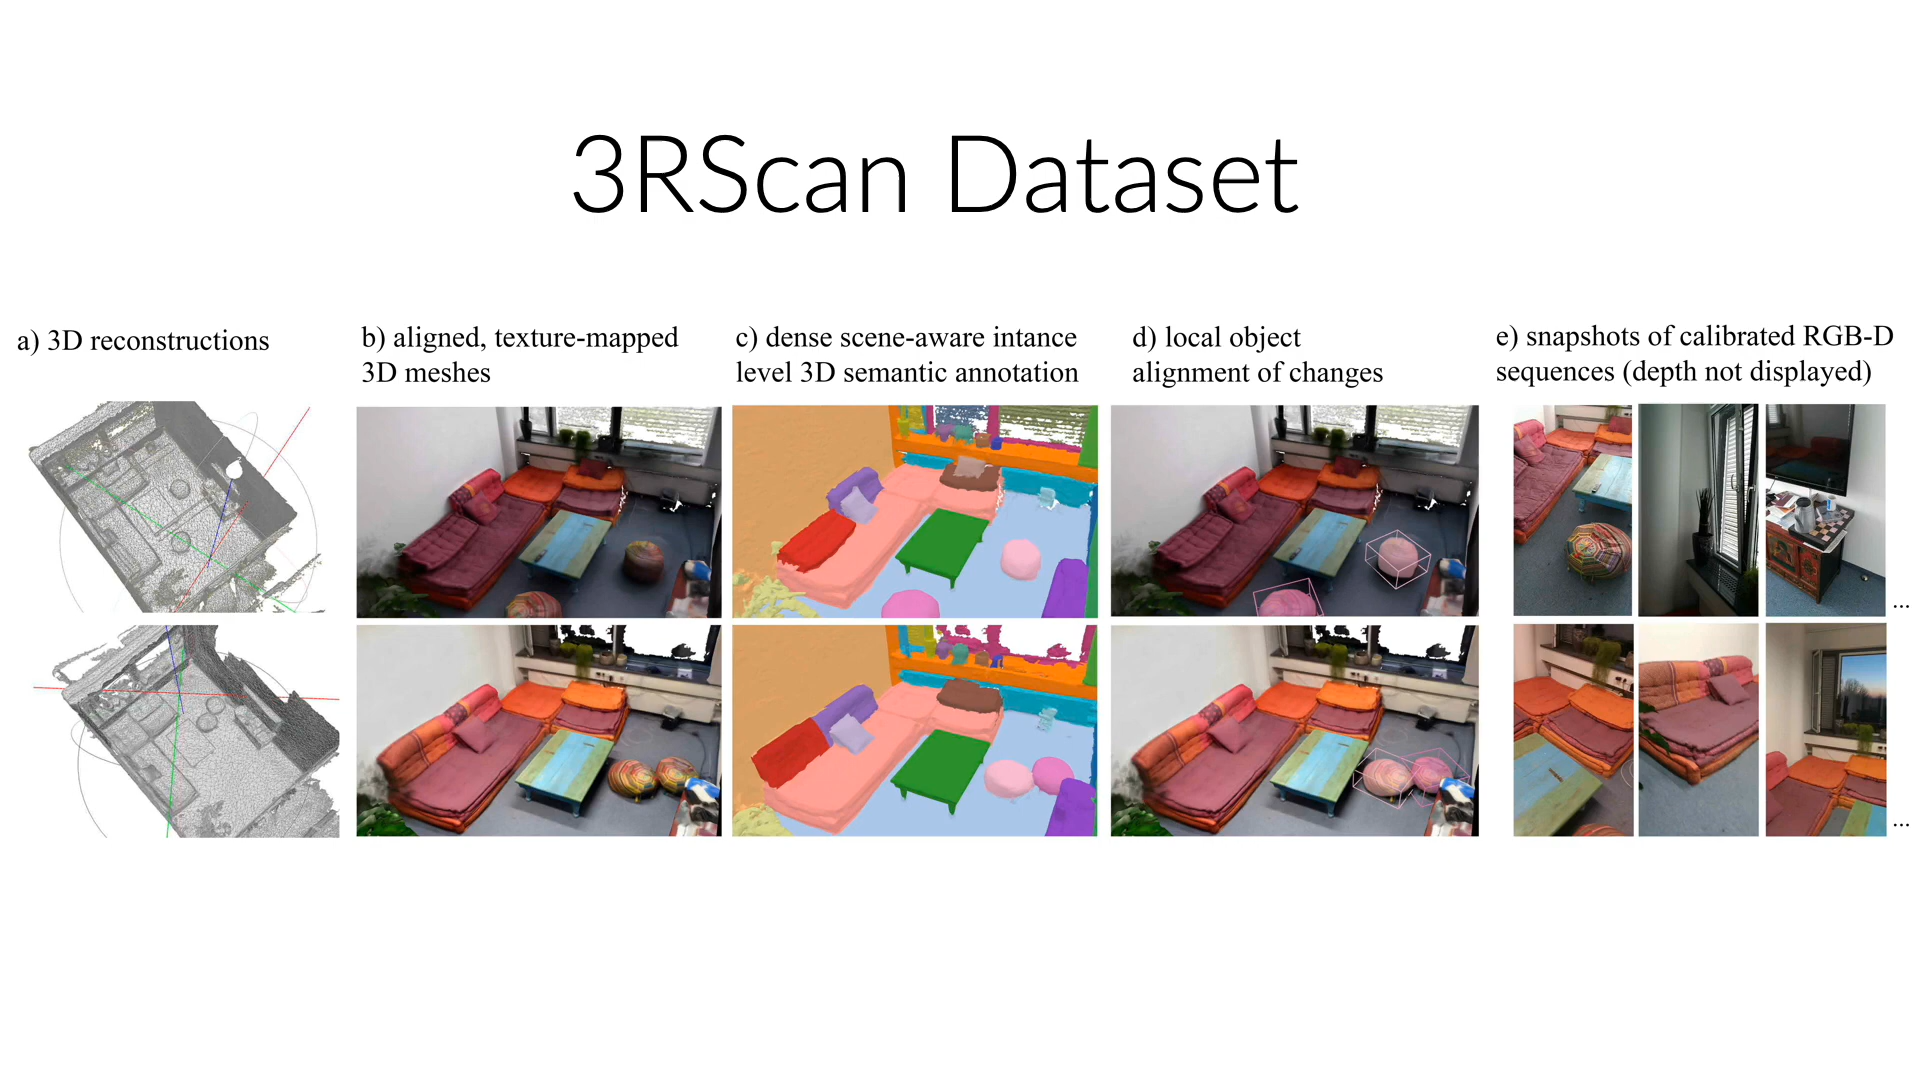 3RScan Dataset
a) 3D reconstructions
b) aligned, texture-mapped
3D meshes
c) dense scene-aware intance
level 3D semantic annotation
d) local object
alignment of changes
e) snapshots of calibrated RGB-D
sequences (depth not displayed)
...
...